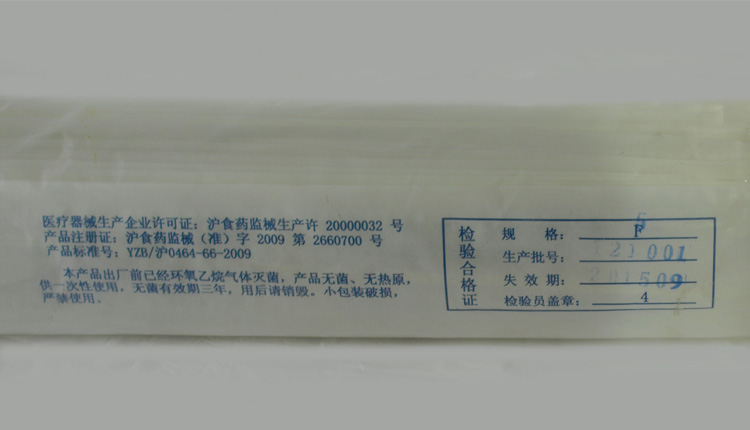 医疗器械生产企业许可证：沪食药监械生产许 20000032 号
产品注册证：沪食药监械（准）字 2009 第 2660700 号
产品标准号：YZB/沪0464-66-2009
本产品出厂前已经环氧乙烷气体灭菌，产品无菌、无热原，
供一次性使用，无菌有效期三年，用后请销毁。小包装破损，
严禁使用。
检验合格证
规 格： F 5
生产批号： 001
失效期： 201509
检验员盖章： 4